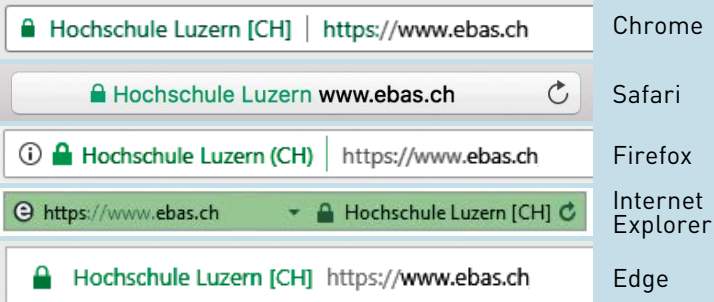 Hochschule Luzern [CH] | https://www.ebas.ch Chrome
Hochschule Luzern www.ebas.ch Safari
Hochschule Luzern (CH) https://www.ebas.ch Firefox
https://www.ebas.ch Hochschule Luzern [CH] Internet
Explorer
Hochschule Luzern [CH] https://www.ebas.ch Edge